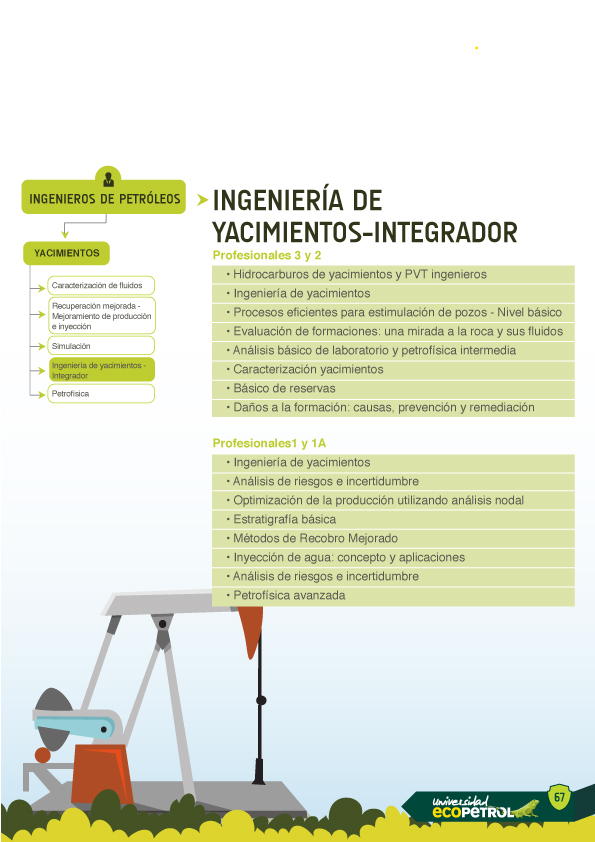 INGENIEROS DE PETRÓLEOS
YACIMIENTOS
Caracterización de fluidos
Recuperación mejorada -
Mejoramiento de producción
e inyección
Simulación
Ingeniería de yacimientos -
Integrador
Petrofísica
INGENIERÍA DE
YACIMIENTOS-INTEGRADOR
Profesionales 3 y 2
• Hidrocarburos de yacimientos y PVT ingenieros
• Ingeniería de yacimientos
• Procesos eficientes para estimulación de pozos - Nivel básico
• Evaluación de formaciones: una mirada a la roca y sus fluidos
• Análisis básico de laboratorio y petrofísica intermedia
• Caracterización yacimientos
• Básico de reservas
• Daños a la formación: causas, prevención y remediación
Profesionales1 y 1A
• Ingeniería de yacimientos
• Análisis de riesgos e incertidumbre
• Optimización de la producción utilizando análisis nodal
• Estratigrafía básica
• Métodos de Recobro Mejorado
• Inyección de agua: concepto y aplicaciones
• Análisis de riesgos e incertidumbre
• Petrofísica avanzada
Universidad
ECOPETROL
67